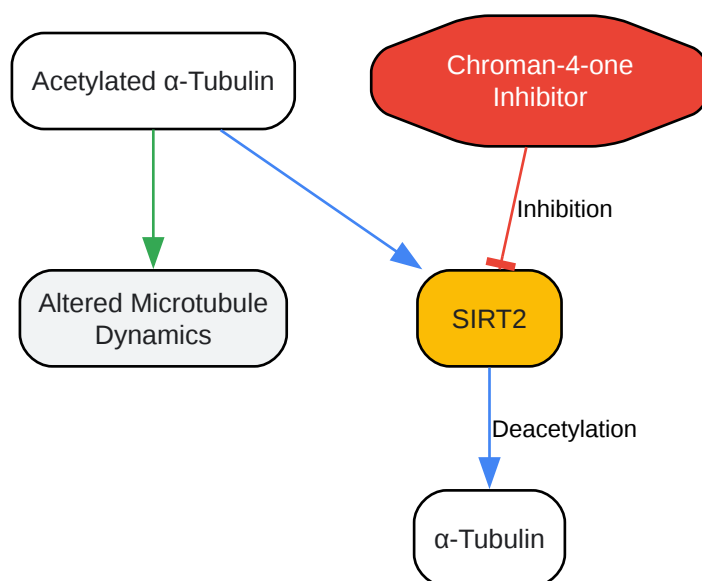 Acetylated α-Tubulin
Chroman-4-one
Inhibitor
Inhibition
Altered Microtubule
Dynamics
SIRT2
Deacetylation
α-Tubulin